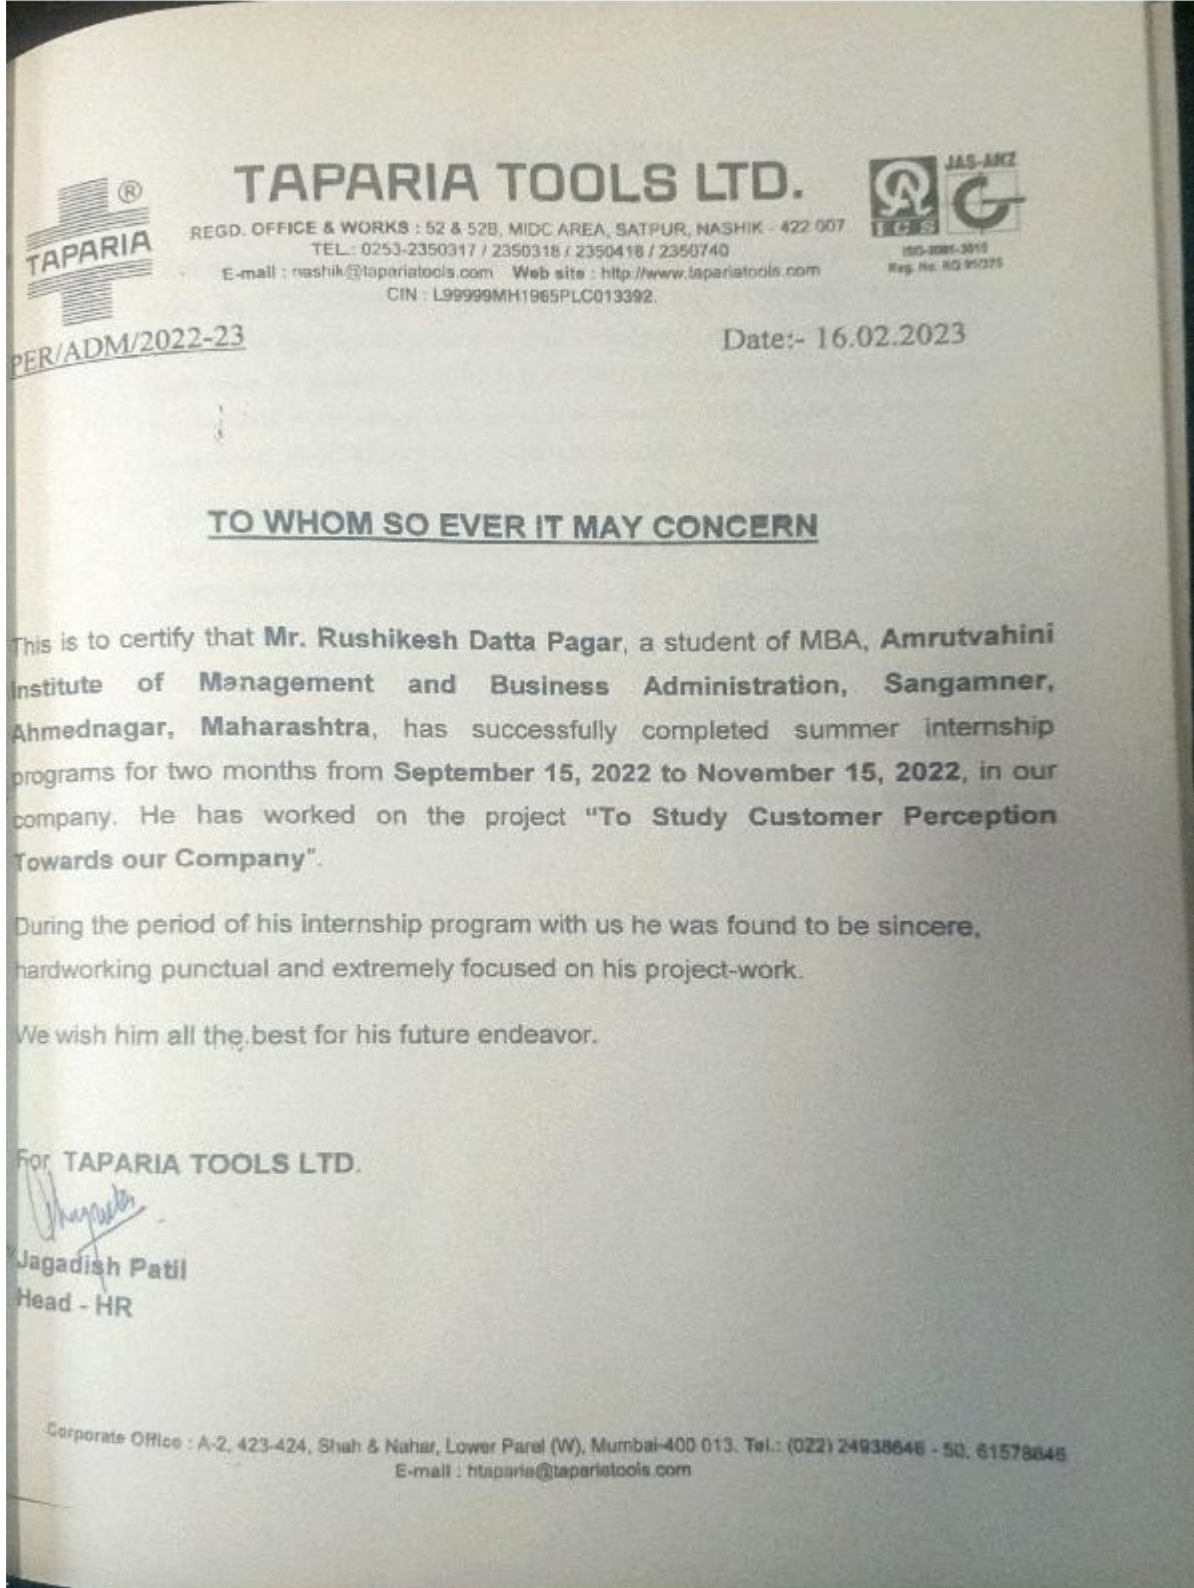 TAPARIA TOOLS LTD.
REGD. OFFICE & WORKS : 52 & 52B, MIDC AREA, SATPUR, NASHIK - 422 007
TEL.: 0253-2350317 / 2350318 / 2350418 / 2350740
E-mail : nashik@tapariatools.com Web site : http://www.tapariatools.com
CIN : L99999MH1965PLC013392.
®
TAPARIA
JAS-ANZ
ICS
Reg. No. RQ 91/375
PER/ADM/2022-23
Date:- 16.02.2023
TO WHOM SO EVER IT MAY CONCERN
This is to certify that Mr. Rushikesh Datta Pagar, a student of MBA, Amrutvahini
Institute of Management and Business Administration, Sangamner,
Ahmednagar, Maharashtra, has successfully completed summer internship
programs for two months from September 15, 2022 to November 15, 2022, in our
company. He has worked on the project “To Study Customer Perception
Towards our Company”.
During the period of his internship program with us he was found to be sincere,
hardworking punctual and extremely focused on his project-work.
We wish him all the best for his future endeavor.
For TAPARIA TOOLS LTD.
Jagadish Patil
Head - HR
Corporate Office : A-2, 423-424, Shah & Nahar, Lower Parel (W), Mumbai-400 013. Tel.: (022) 24938646 - 50, 61578646
E-mail : htaparia@tapariatools.com